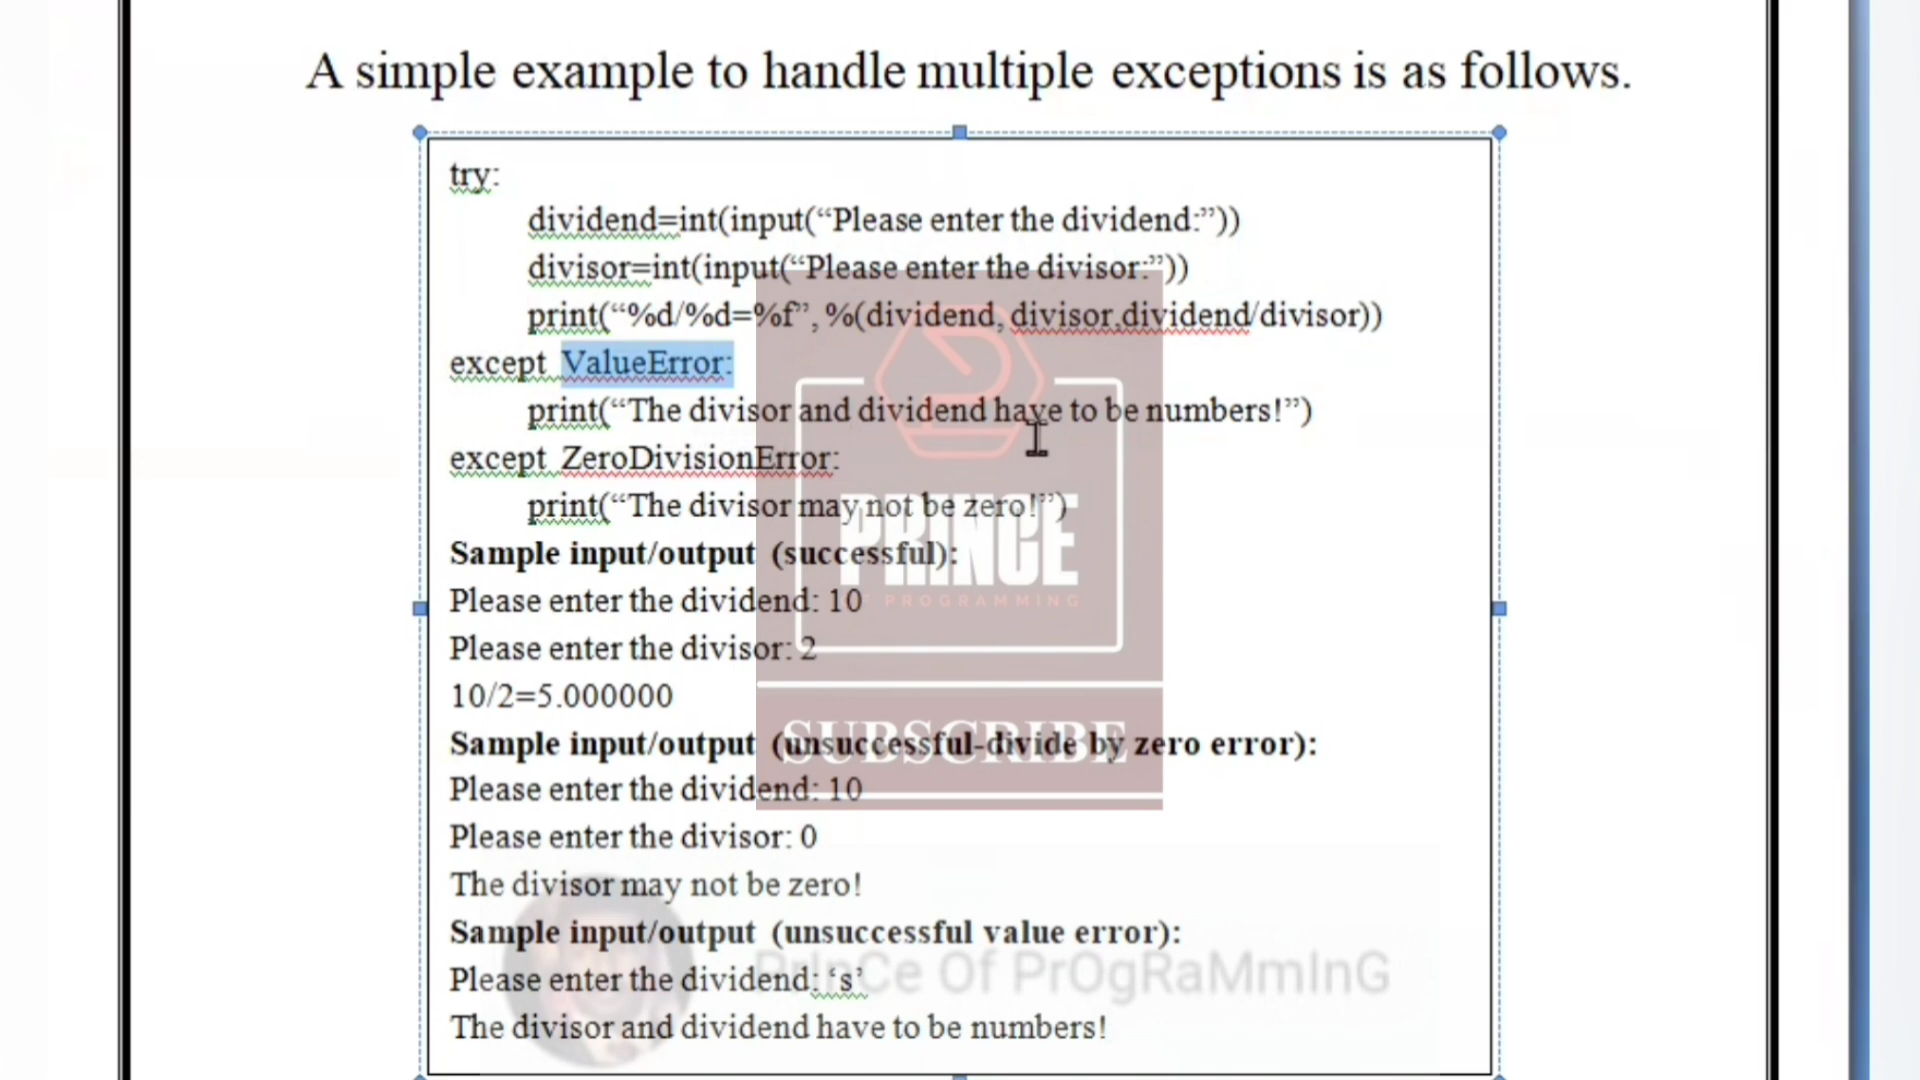 A simple example to handle multiple exceptions is as follows.
try:
dividend=int(input(“Please enter the dividend:”))
divisor=int(input(“Please enter the divisor:”))
print(“%d/%d=%f”, %(dividend, divisor,dividend/divisor))
except ValueError:
print(“The divisor and dividend have to be numbers!”)
except ZeroDivisionError:
print(“The divisor may not be zero!”)
PRINCE
PROGRAMMING
Sample input/output (successful):
Please enter the dividend: 10
Please enter the divisor: 2
10/2=5.000000
SUBSCRIBE
Sample input/output (unsuccessful-divide by zero error):
Please enter the dividend: 10
Please enter the divisor: 0
The divisor may not be zero!
Sample input/output (unsuccessful value error):
PrInCe Of PrOgRaMmInG
Please enter the dividend: ‘s’
The divisor and dividend have to be numbers!